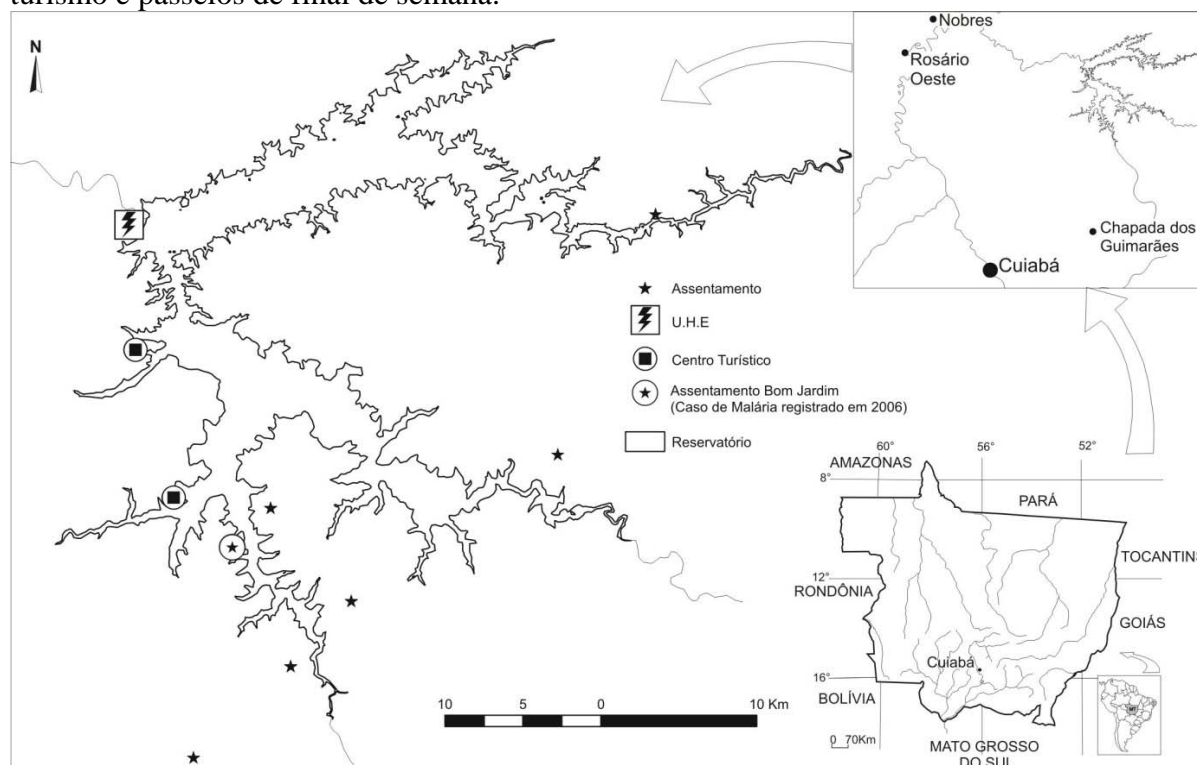 turismo e passeios de final de semana.
N
Nobres
Rosário
Oeste
Chapada dos
Guimarães
Cuiabá
Assentamento
U.H.E
Centro Turístico
Assentamento Bom Jardim
(Caso de Malária registrado em 2006)
Reservatório
10 5 0 10 Km
60° 56° 52°
AMAZONAS
8°
PARÁ
TOCANTINS
12°
RONDÔNIA
GOIÁS
Cuiabá
16°
BOLÍVIA
MT
0 70Km
MATO GROSSO
DO SUL